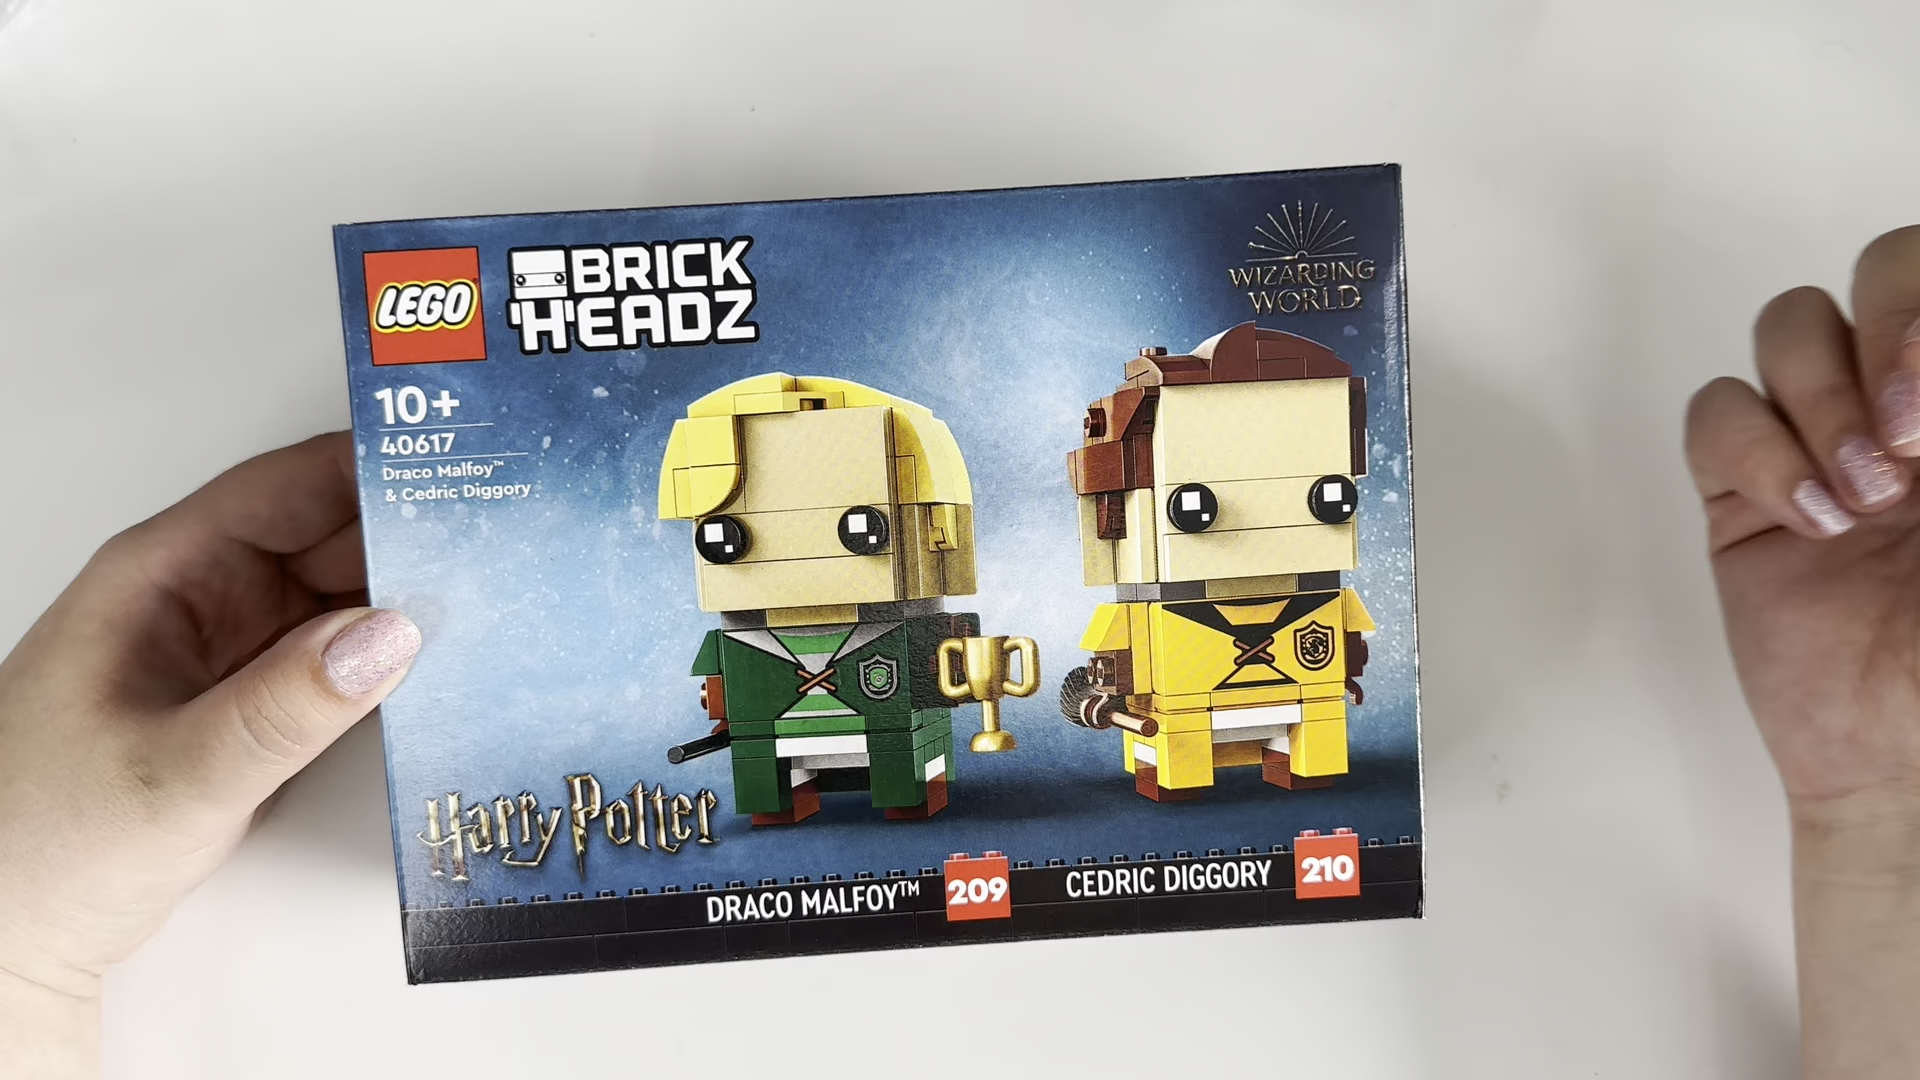 LEGO
BRICK
HEADZ
WIZARDING
WORLD
10+
40617
Draco Malfoy™
& Cedric Diggory
Harry Potter
DRACO MALFOY™ 209
CEDRIC DIGGORY 210